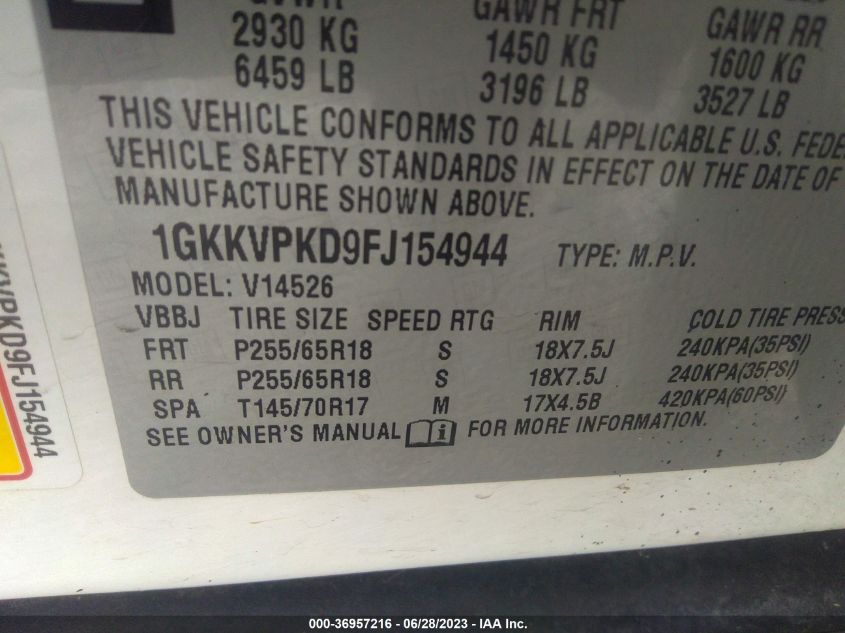 2930 KG 1450 KG 1600 KG
6459 LB 3196 LB 3527 LB
GAWR FRT GAWR RR
THIS VEHICLE CONFORMS TO ALL APPLICABLE U.S. FEDE
VEHICLE SAFETY STANDARDS IN EFFECT ON THE DATE OF
MANUFACTURE SHOWN ABOVE.
1GKKVPKD9FJ154944 TYPE: M.P.V.
MODEL: V14526
VBBJ TIRE SIZE SPEED RTG RIM COLD TIRE PRESS
FRT P255/65R18 S 18X7.5J 240KPA(35PSI)
RR P255/65R18 S 18X7.5J 240KPA(35PSI)
SPA T145/70R17 M 17X4.5B 420KPA(60PSI)
SEE OWNER'S MANUAL i FOR MORE INFORMATION.
KVPKD9FJ154944
000-36957216 - 06/28/2023 - IAA Inc.